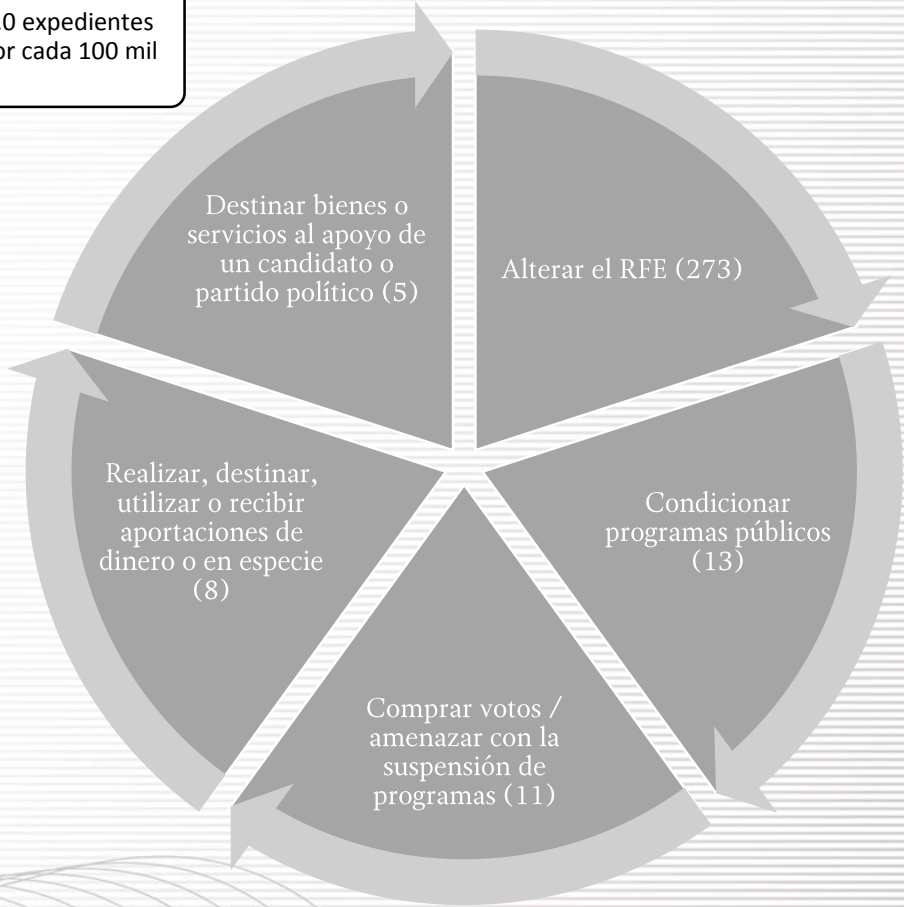 0 expedientes
or cada 100 mil
Destinar bienes o
servicios al apoyo de
un candidato o
partido político (5)
Alterar el RFE (273)
Realizar, destinar,
utilizar o recibir
aportaciones de
dinero o en especie
(8)
Condicionar
programas públicos
(13)
Comprar votos /
amenazar con la
suspensión de
programas (11)